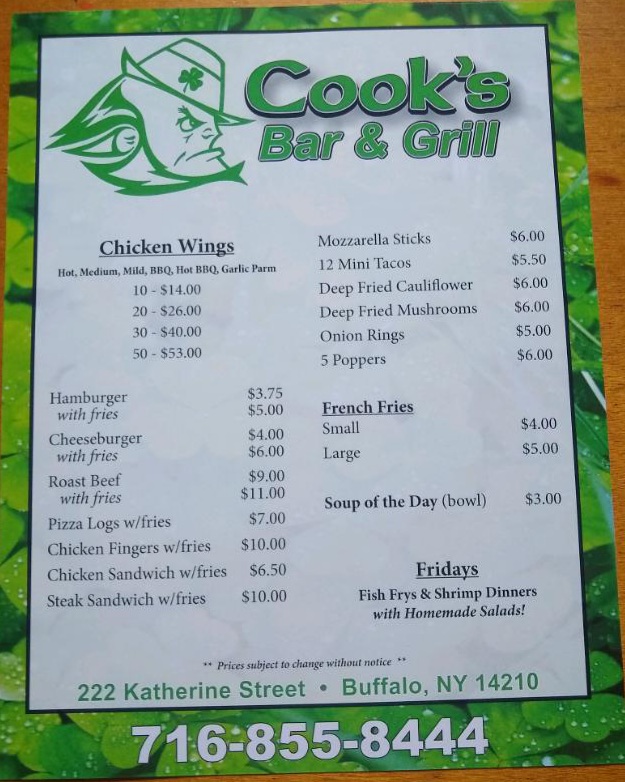 Cook's
Bar & Grill
Chicken Wings
Hot, Medium, Mild, BBQ, Hot BBQ, Garlic Parm
10 - $14.00
20 - $26.00
30 - $40.00
50 - $53.00
Hamburger $3.75
with fries $5.00
Cheeseburger $4.00
with fries $6.00
Roast Beef $9.00
with fries $11.00
Pizza Logs w/fries $7.00
Chicken Fingers w/fries $10.00
Chicken Sandwich w/fries $6.50
Steak Sandwich w/fries $10.00
Mozzarella Sticks $6.00
12 Mini Tacos $5.50
Deep Fried Cauliflower $6.00
Deep Fried Mushrooms $6.00
Onion Rings $5.00
5 Poppers $6.00
French Fries
Small $4.00
Large $5.00
Soup of the Day (bowl) $3.00
Fridays
Fish Frys & Shrimp Dinners
with Homemade Salads!
** Prices subject to change without notice **
222 Katherine Street • Buffalo, NY 14210
716-855-8444